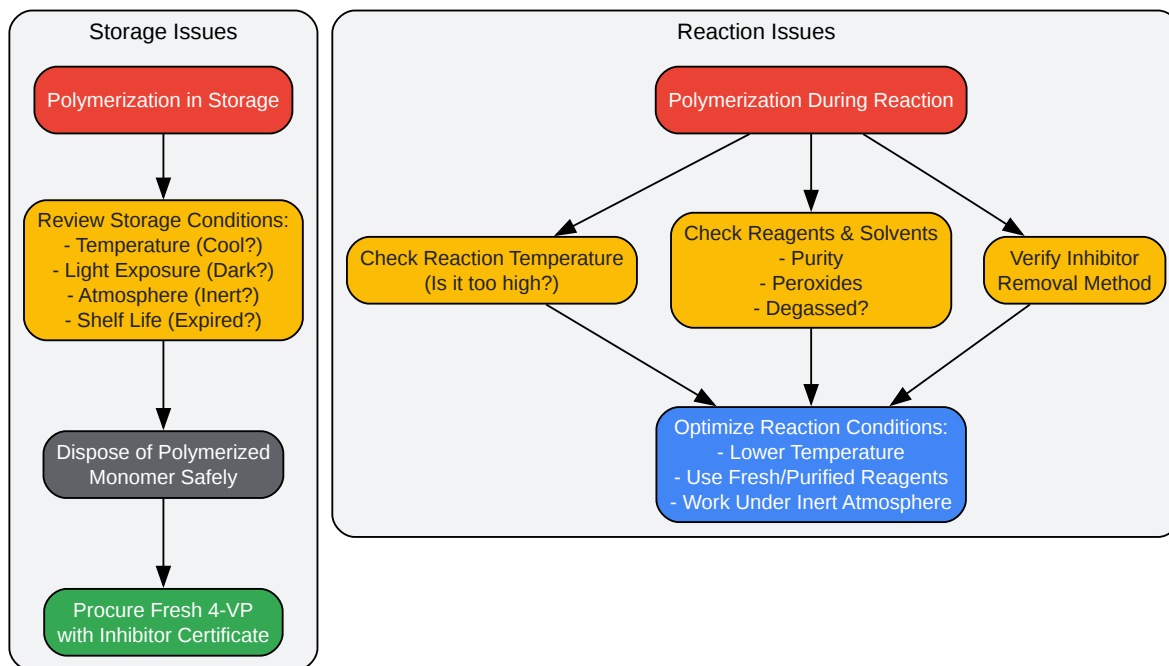 Storage Issues
Polymerization in Storage
Review Storage Conditions:
- Temperature (Cool?)
- Light Exposure (Dark?)
- Atmosphere (Inert?)
- Shelf Life (Expired?)
Dispose of Polymerized
Monomer Safely
Procure Fresh 4-VP
with Inhibitor Certificate
Reaction Issues
Polymerization During Reaction
Check Reaction Temperature
(Is it too high?)
Check Reagents & Solvents
- Purity
- Peroxides
- Degassed?
Verify Inhibitor
Removal Method
Optimize Reaction Conditions:
- Lower Temperature
- Use Fresh/Purified Reagents
- Work Under Inert Atmosphere